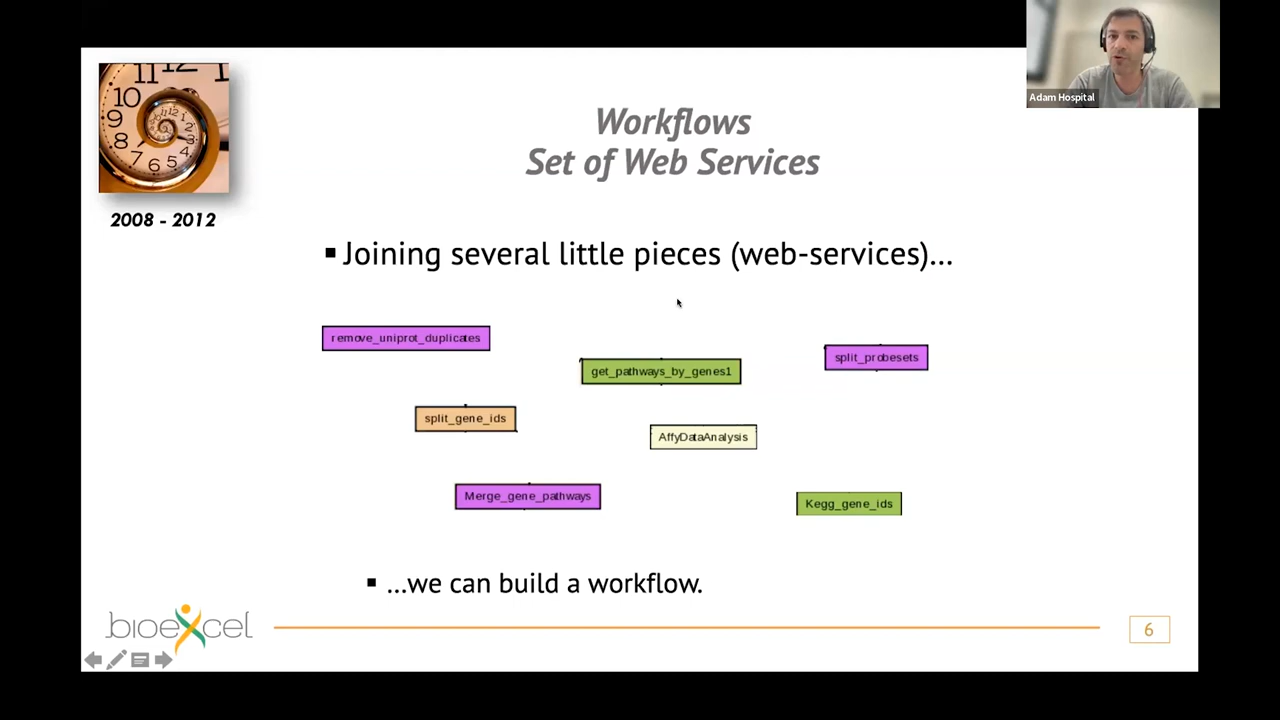 Adam Hospital
Workflows
Set of Web Services
2008 - 2012
▪ Joining several little pieces (web-services)...
remove_uniprot_duplicates
get_pathways_by_genes1
split_probesets
split_gene_ids
AffyDataAnalysis
Merge_gene_pathways
Kegg_gene_ids
▪ ...we can build a workflow.
bioexcel
6